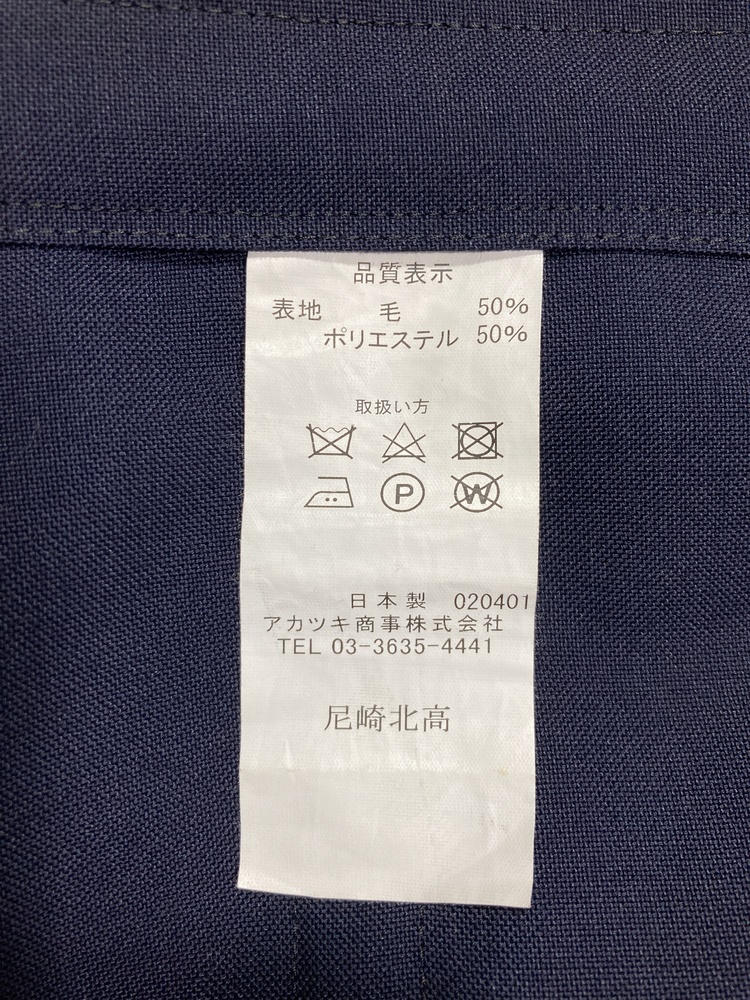 品質表示
表地 毛 50%
ポリエステル 50%
取扱い方
P W
日本製 020401
アカツキ商事株式会社
TEL 03-3635-4441
尼崎北高